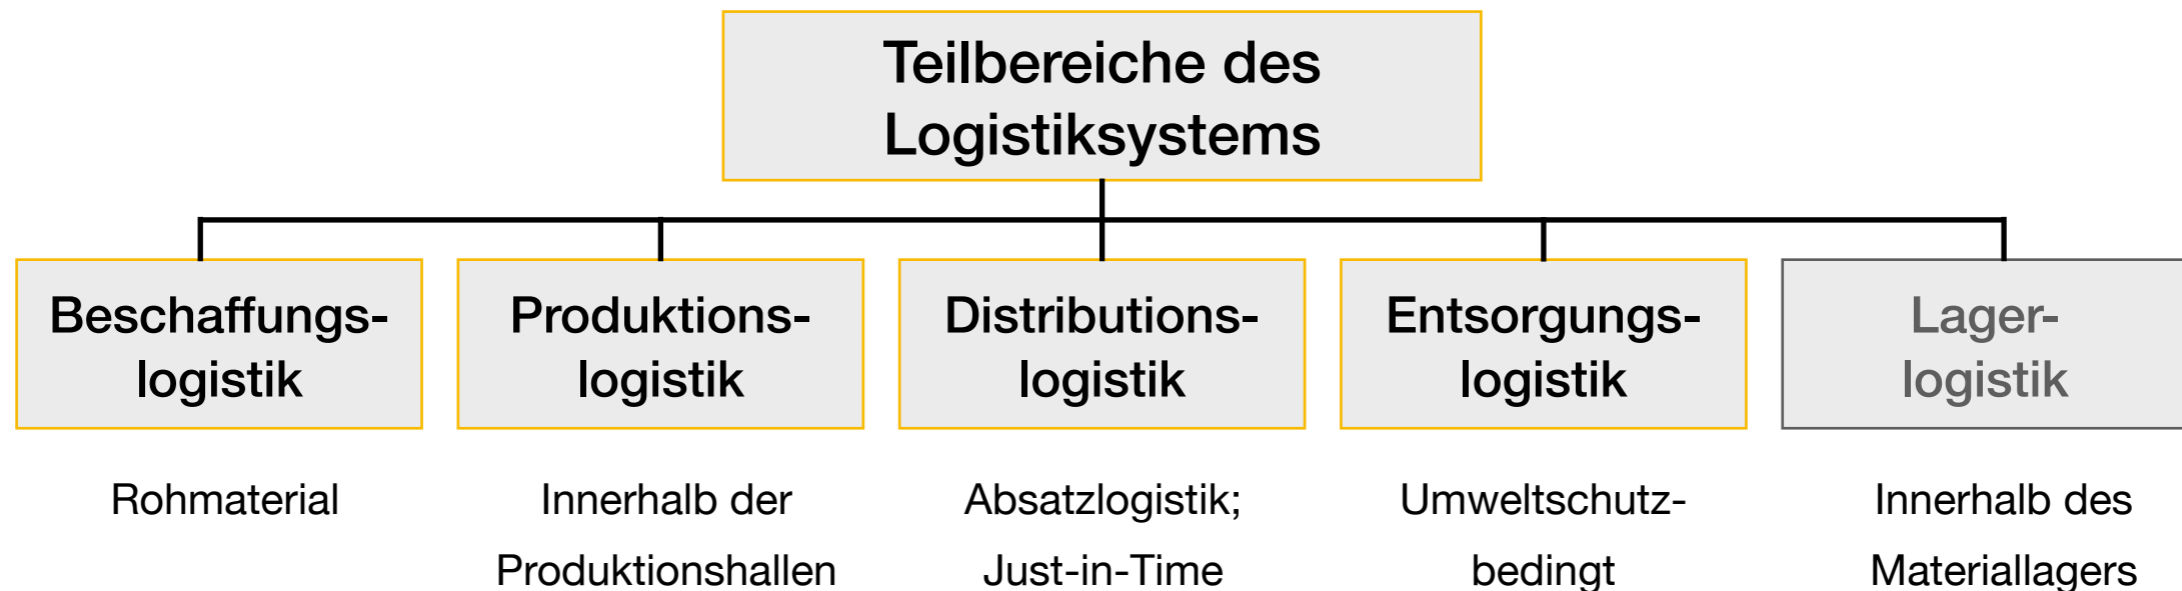 Teilbereiche des
Logistiksystems
Beschaffungs-
logistik
Produktions-
logistik
Distributions-
logistik
Entsorgungs-
logistik
Lager-
logistik
Rohmaterial
Innerhalb der
Produktionshallen
Absatzlogistik;
Just-in-Time
Umweltschutz-
bedingt
Innerhalb des
Materiallagers